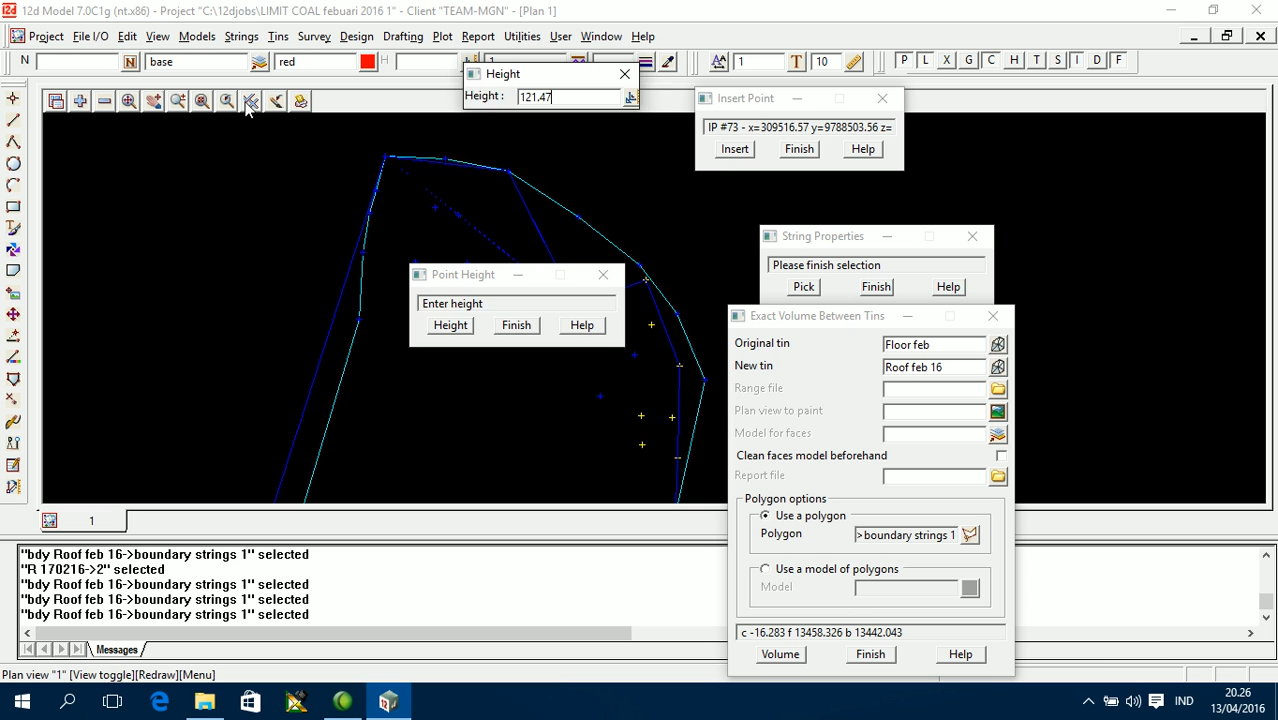 12d Model 7.0C1g (nt.x86) - Project "C:\12djobs\LIMIT COAL febuari 2016 1" - Client "TEAM-MGN" - [Plan 1]
Project File I/O Edit View Models Strings Tins Survey Design Drafting Plot Report Utilities User Window Help
N base red H 1 1 T 10 P L X G C H T S I D F
Height
Height : 121.47
Insert Point
IP #73 - x=309516.57 y=9788503.56 z=
Insert Finish Help
String Properties
Please finish selection
Pick Finish Help
Point Height
Enter height
Height Finish Help
Exact Volume Between Tins
Original tin Floor feb
New tin Roof feb 16
Range file
Plan view to paint
Model for faces
Clean faces model beforehand
Report file
Polygon options
Use a polygon
Polygon >boundary strings 1
Use a model of polygons
Model
c -16.283 f 13458.326 b 13442.043
Volume Finish Help
1
"bdy Roof feb 16->boundary strings 1" selected
"R 170216->2" selected
"bdy Roof feb 16->boundary strings 1" selected
"bdy Roof feb 16->boundary strings 1" selected
"bdy Roof feb 16->boundary strings 1" selected
Messages
Plan view "1" [View toggle][Redraw][Menu]
IND
20.26
13/04/2016